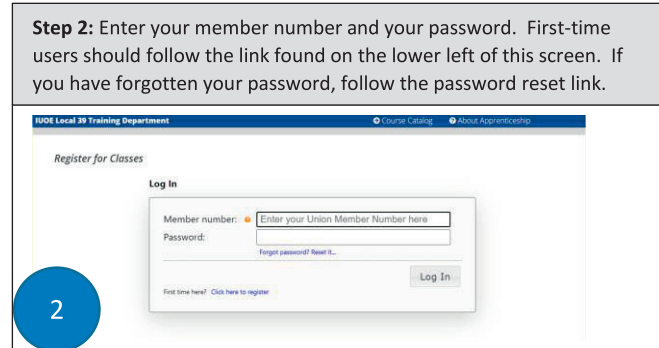 Step 2: Enter your member number and your password. First-time
users should follow the link found on the lower left of this screen. If
you have forgotten your password, follow the password reset link.
IUOE Local 39 Training Department Course Catalog About Apprenticeship
Register for Classes
Log In
Member number: Enter your Union Member Number here
Password:
Forgot password? Reset it...
Log In
First time here? Click here to register
2